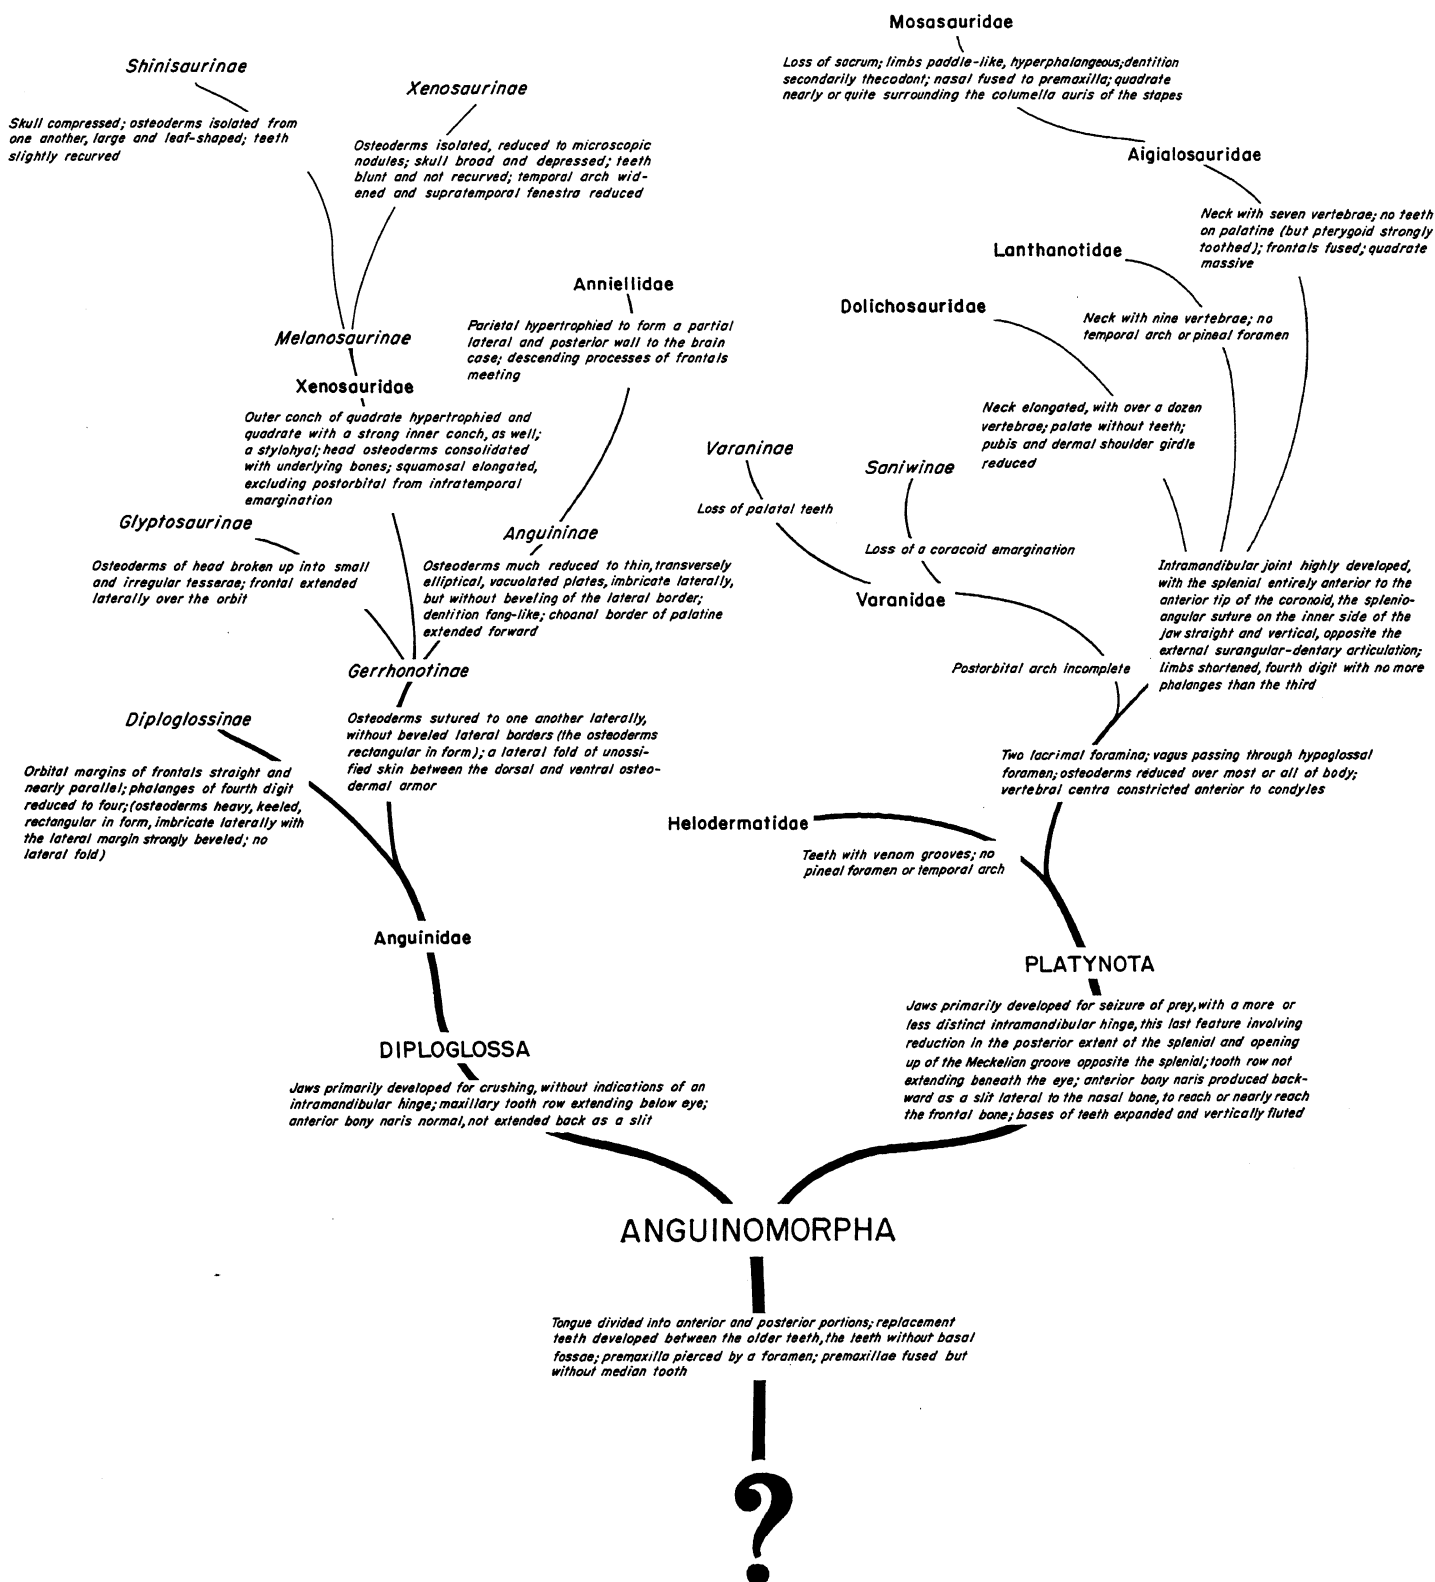 Mosasauridae
Loss of sacrum; limbs paddle-like, hyperphalangeous; dentition
secondarily thecodont; nasal fused to premaxilla; quadrate
nearly or quite surrounding the columella auris of the stapes
Shinisaurinae
Skull compressed; osteoderms isolated from
one another, large and leaf-shaped; teeth
slightly recurved
Xenosaurinae
Osteoderms isolated, reduced to microscopic
nodules; skull broad and depressed; teeth
blunt and not recurved; temporal arch wid-
ened and supratemporal fenestra reduced
Aigialosauridae
Neck with seven vertebrae; no teeth
on palatine (but pterygoid strongly
toothed); frontals fused; quadrate
massive
Lanthanotidae
Neck with nine vertebrae; no
temporal arch or pineal foramen
Anniellidae
Parietal hypertrophied to form a partial
lateral and posterior wall to the brain
case; descending processes of frontals
meeting
Dolichosauridae
Neck elongated, with over a dozen
vertebrae; palate without teeth;
pubis and dermal shoulder girdle
reduced
Melanosaurinae
Xenosauridae
Outer conch of quadrate hypertrophied and
quadrate with a strong inner conch, as well;
a stylohyal; head osteoderms consolidated
with underlying bones; squamosal elongated,
excluding postorbital from infratemporal
emargination
Varaninae
Loss of palatal teeth
Saniwinae
Loss of a coracoid emargination
Varanidae
Postorbital arch incomplete
Glyptosaurinae
Osteoderms of head broken up into small
and irregular tesserae; frontal extended
laterally over the orbit
Anguininae
Osteoderms much reduced to thin, transversely
elliptical, vacuolated plates, imbricate laterally,
but without beveling of the lateral border;
dentition fang-like; choanal border of palatine
extended forward
Intramandibular joint highly developed,
with the splenial entirely anterior to the
anterior tip of the coronoid, the splenio-
angular suture on the inner side of the
jaw straight and vertical, opposite the
external surangular-dentary articulation;
limbs shortened, fourth digit with no more
phalanges than the third
Gerrhonotinae
Osteoderms sutured to one another laterally,
without beveled lateral borders (the osteoderms
rectangular in form); a lateral fold of unossi-
fied skin between the dorsal and ventral osteo-
dermal armor
Diploglossinae
Orbital margins of frontals straight and
nearly parallel; phalanges of fourth digit
reduced to four; (osteoderms heavy, keeled,
rectangular in form, imbricate laterally with
the lateral margin strongly beveled; no
lateral fold)
Two lacrimal foramina; vagus passing through hypoglossal
foramen; osteoderms reduced over most or all of body;
vertebral centra constricted anterior to condyles
Helodermatidae
Teeth with venom grooves; no
pineal foramen or temporal arch
Anguinidae
PLATYNOTA
Jaws primarily developed for seizure of prey, with a more or
less distinct intramandibular hinge, this last feature involving
reduction in the posterior extent of the splenial and opening
up of the Meckelian groove opposite the splenial; tooth row not
extending beneath the eye; anterior bony naris produced back-
ward as a slit lateral to the nasal bone, to reach or nearly reach
the frontal bone; bases of teeth expanded and vertically fluted
DIPLOGLOSSA
Jaws primarily developed for crushing, without indications of an
intramandibular hinge; maxillary tooth row extending below eye;
anterior bony naris normal, not extended back as a slit
ANGUINOMORPHA
Tongue divided into anterior and posterior portions; replacement
teeth developed between the older teeth, the teeth without basal
fossae; premaxilla pierced by a foramen; premaxillae fused but
without median tooth
?